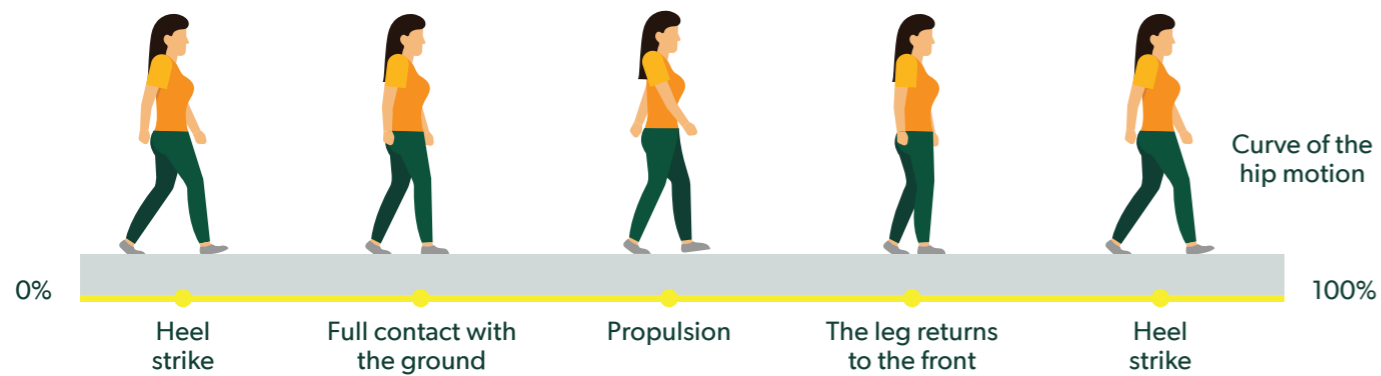 Curve of the
hip motion
0%
100%
Heel
strike
Full contact with
the ground
Propulsion
The leg returns
to the front
Heel
strike